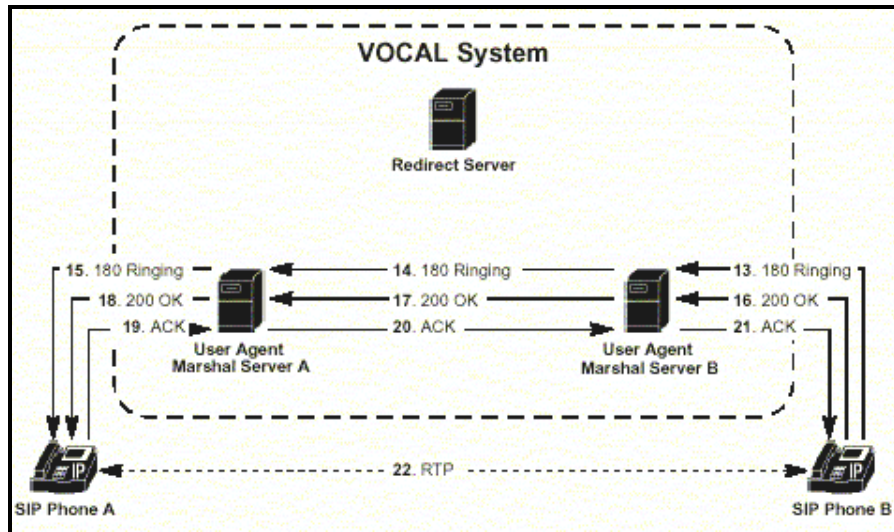 VOCAL System
Redirect Server
15. 180 Ringing
14. 180 Ringing
13. 180 Ringing
18. 200 OK
17. 200 OK
16. 200 OK
19. ACK
20. ACK
21. ACK
User Agent
Marshal Server A
User Agent
Marshal Server B
IP
IP
22. RTP
SIP Phone A
SIP Phone B